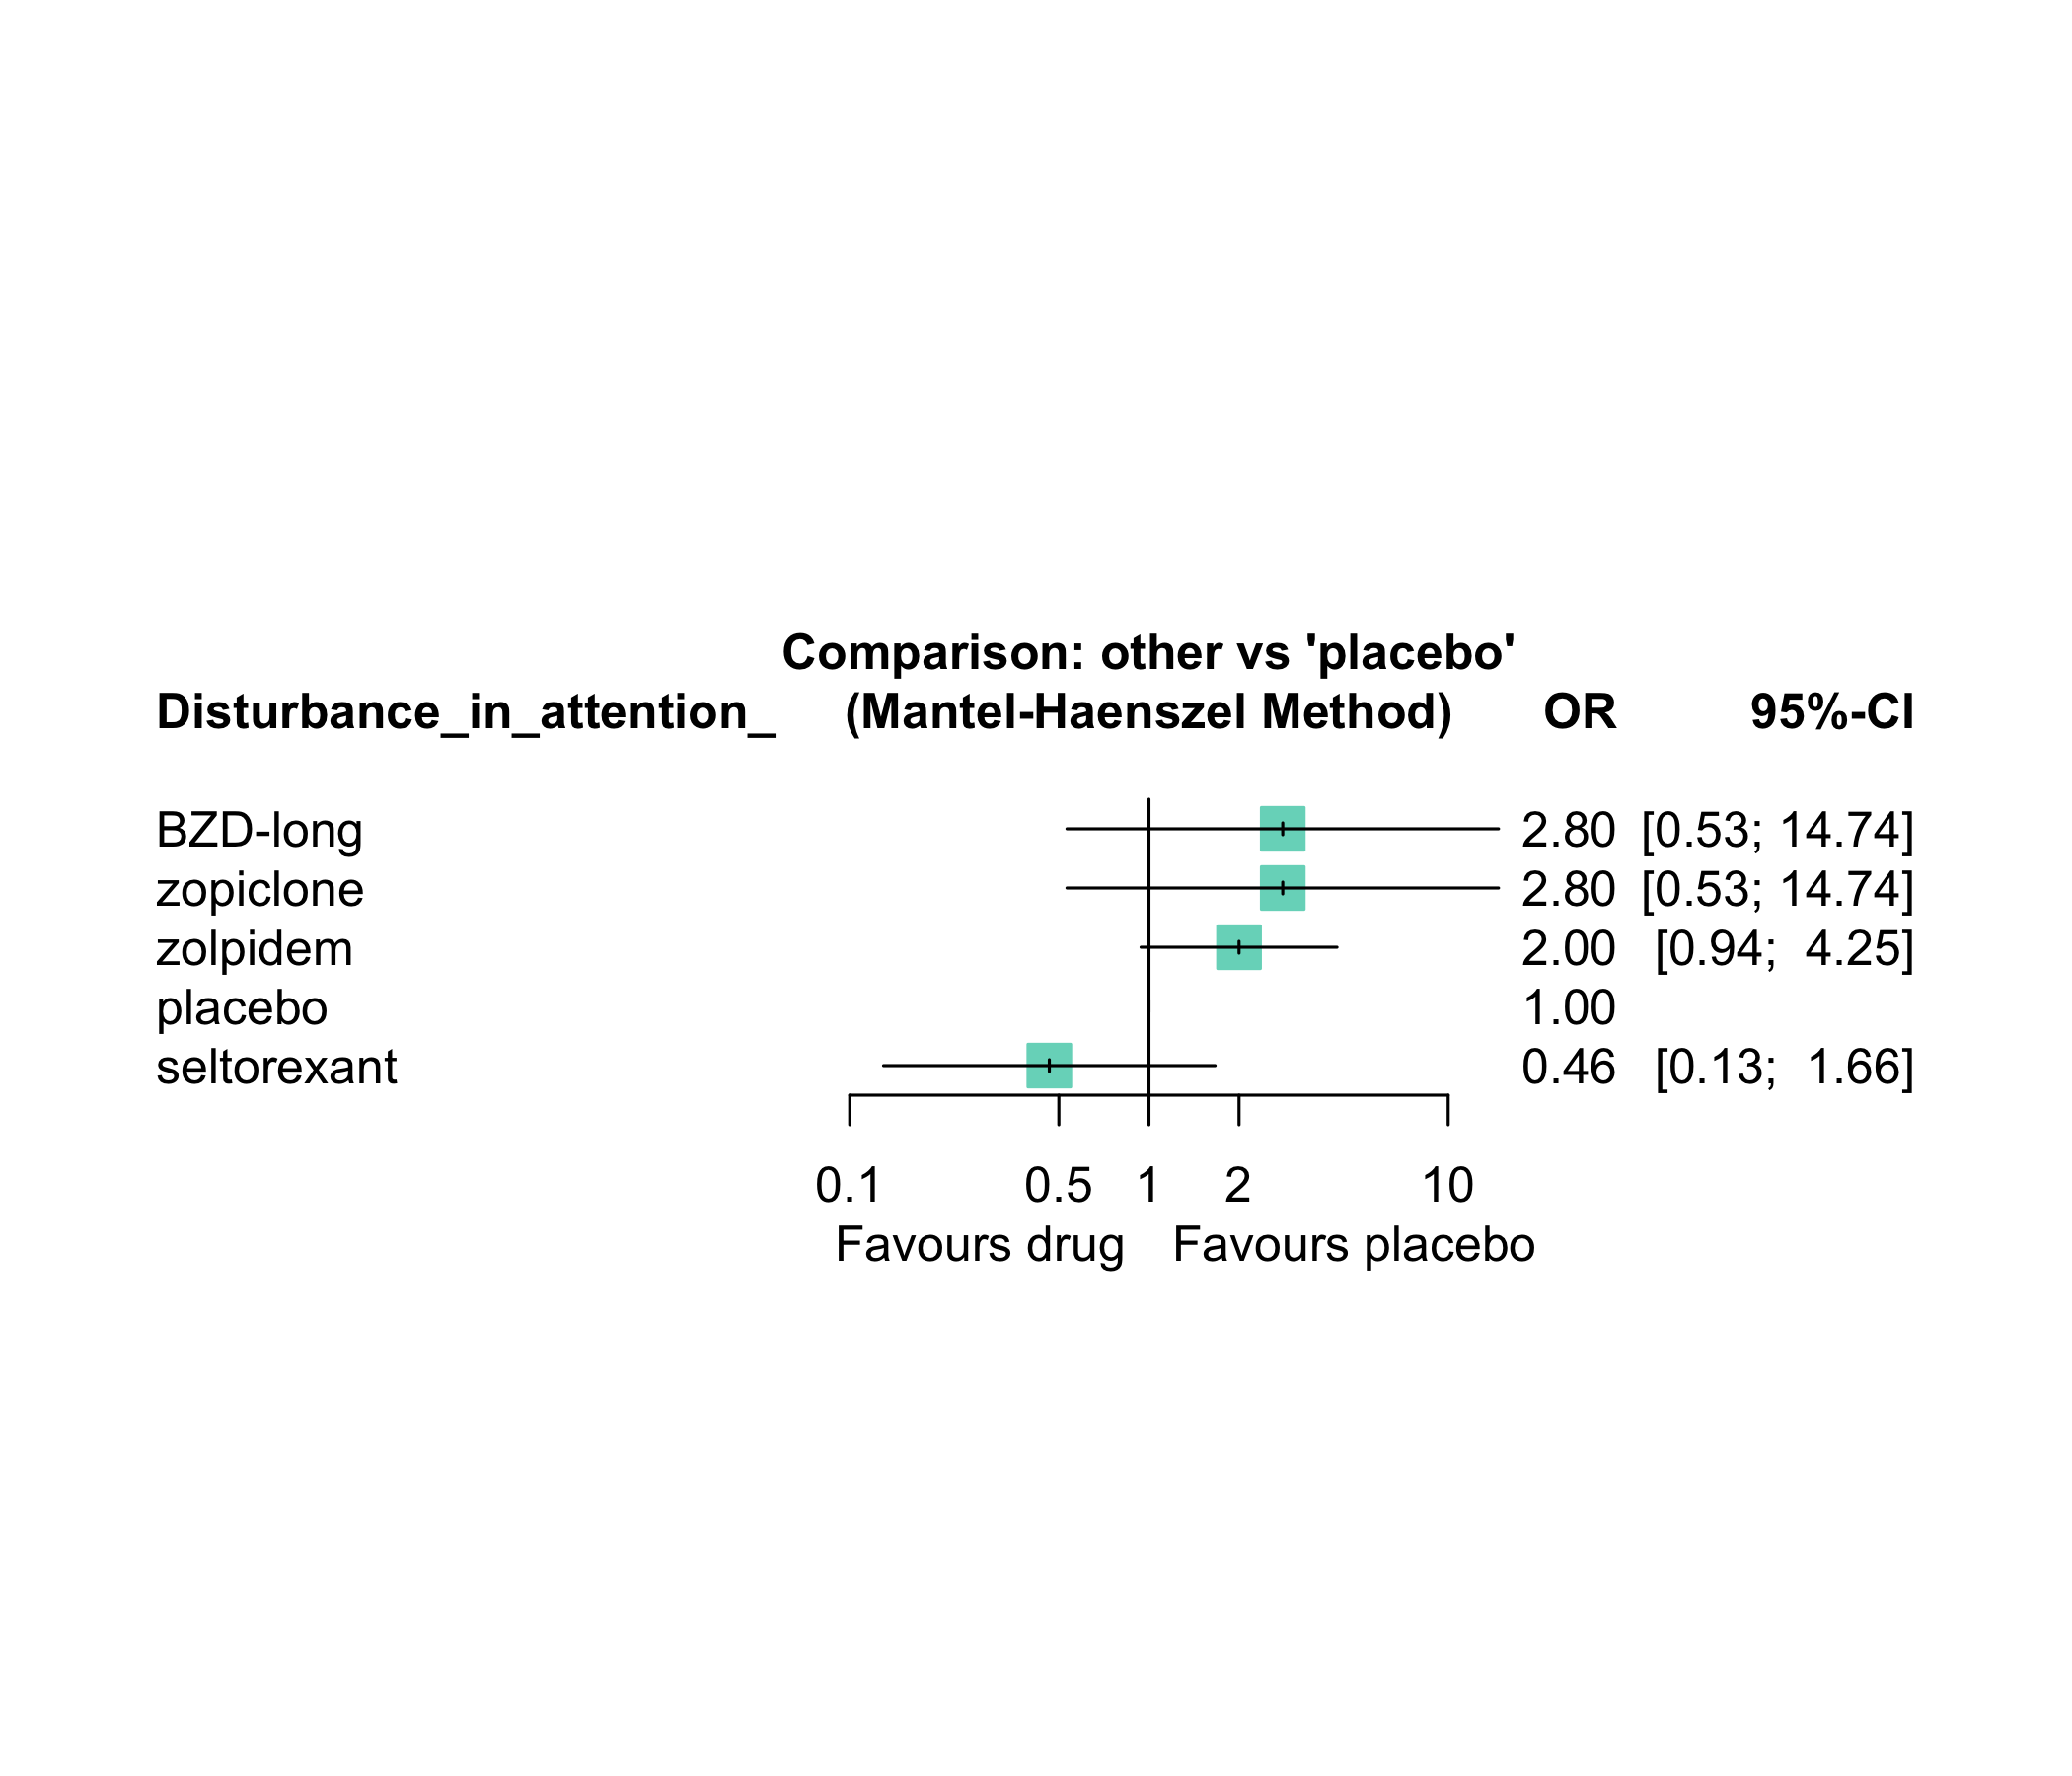 Comparison: other vs 'placebo'
Disturbance_in_attention_ (Mantel-Haenszel Method) OR 95%-CI
BZD-long 2.80 [0.53; 14.74]
zopiclone 2.80 [0.53; 14.74]
zolpidem 2.00 [0.94; 4.25]
placebo 1.00
seltorexant 0.46 [0.13; 1.66]
0.1 0.5 1 2 10
Favours drug Favours placebo